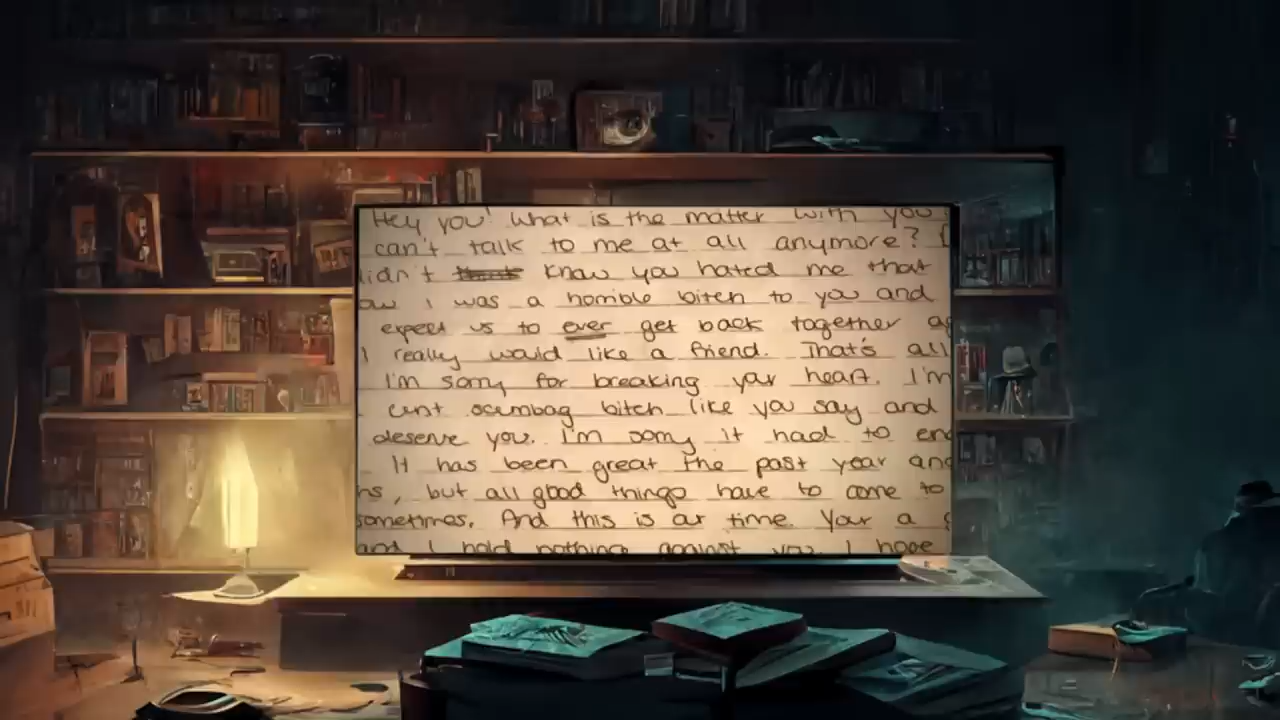 Hey you! What is the matter with you
can't talk to me at all anymore? I
didn't know you hated me that
I was a horrible bitch to you and
expect us to ever get back together as
I really would like a friend. That's all
I'm sorry for breaking your heart. I'm
scumbag bitch like you say and
deserve you. I'm sorry it had to end
It has been great the past year and
, but all good things have to come to
sometimes. And this is our time. Your a
and I hold nothing against you. I hope